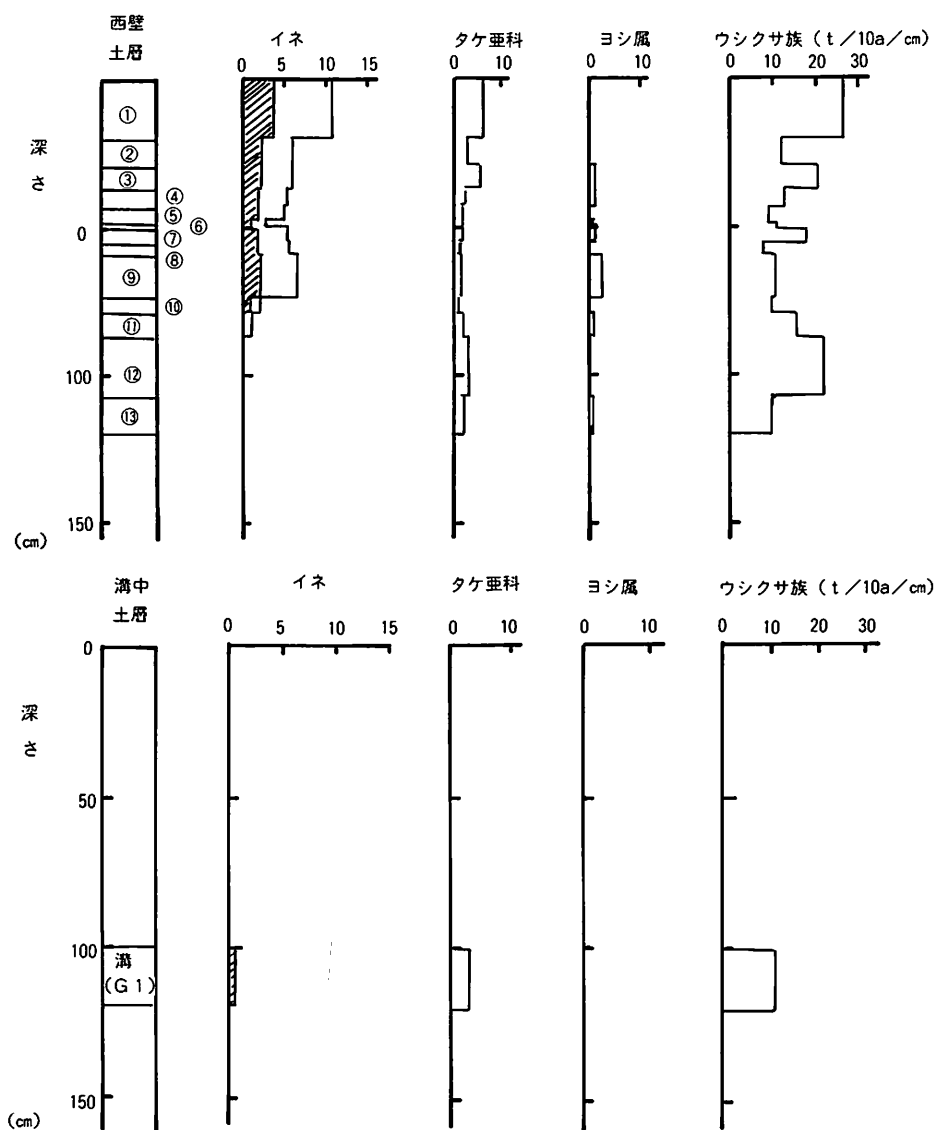 西壁
土層
イネ
タケ亜科
ヨシ属
ウシクサ族(t/10a/cm)
0 5 10 15
0 10
0 10
0 10 20 30
①
②
③
④
⑤
⑥
⑦
⑧
⑨
⑩
⑪
⑫
⑬
深さ
0
100
150
(cm)
溝中
土層
イネ
タケ亜科
ヨシ属
ウシクサ族(t/10a/cm)
0 5 10 15
0 10
0 10
0 10 20 30
深さ
0
50
100
溝
(G1)
150
(cm)